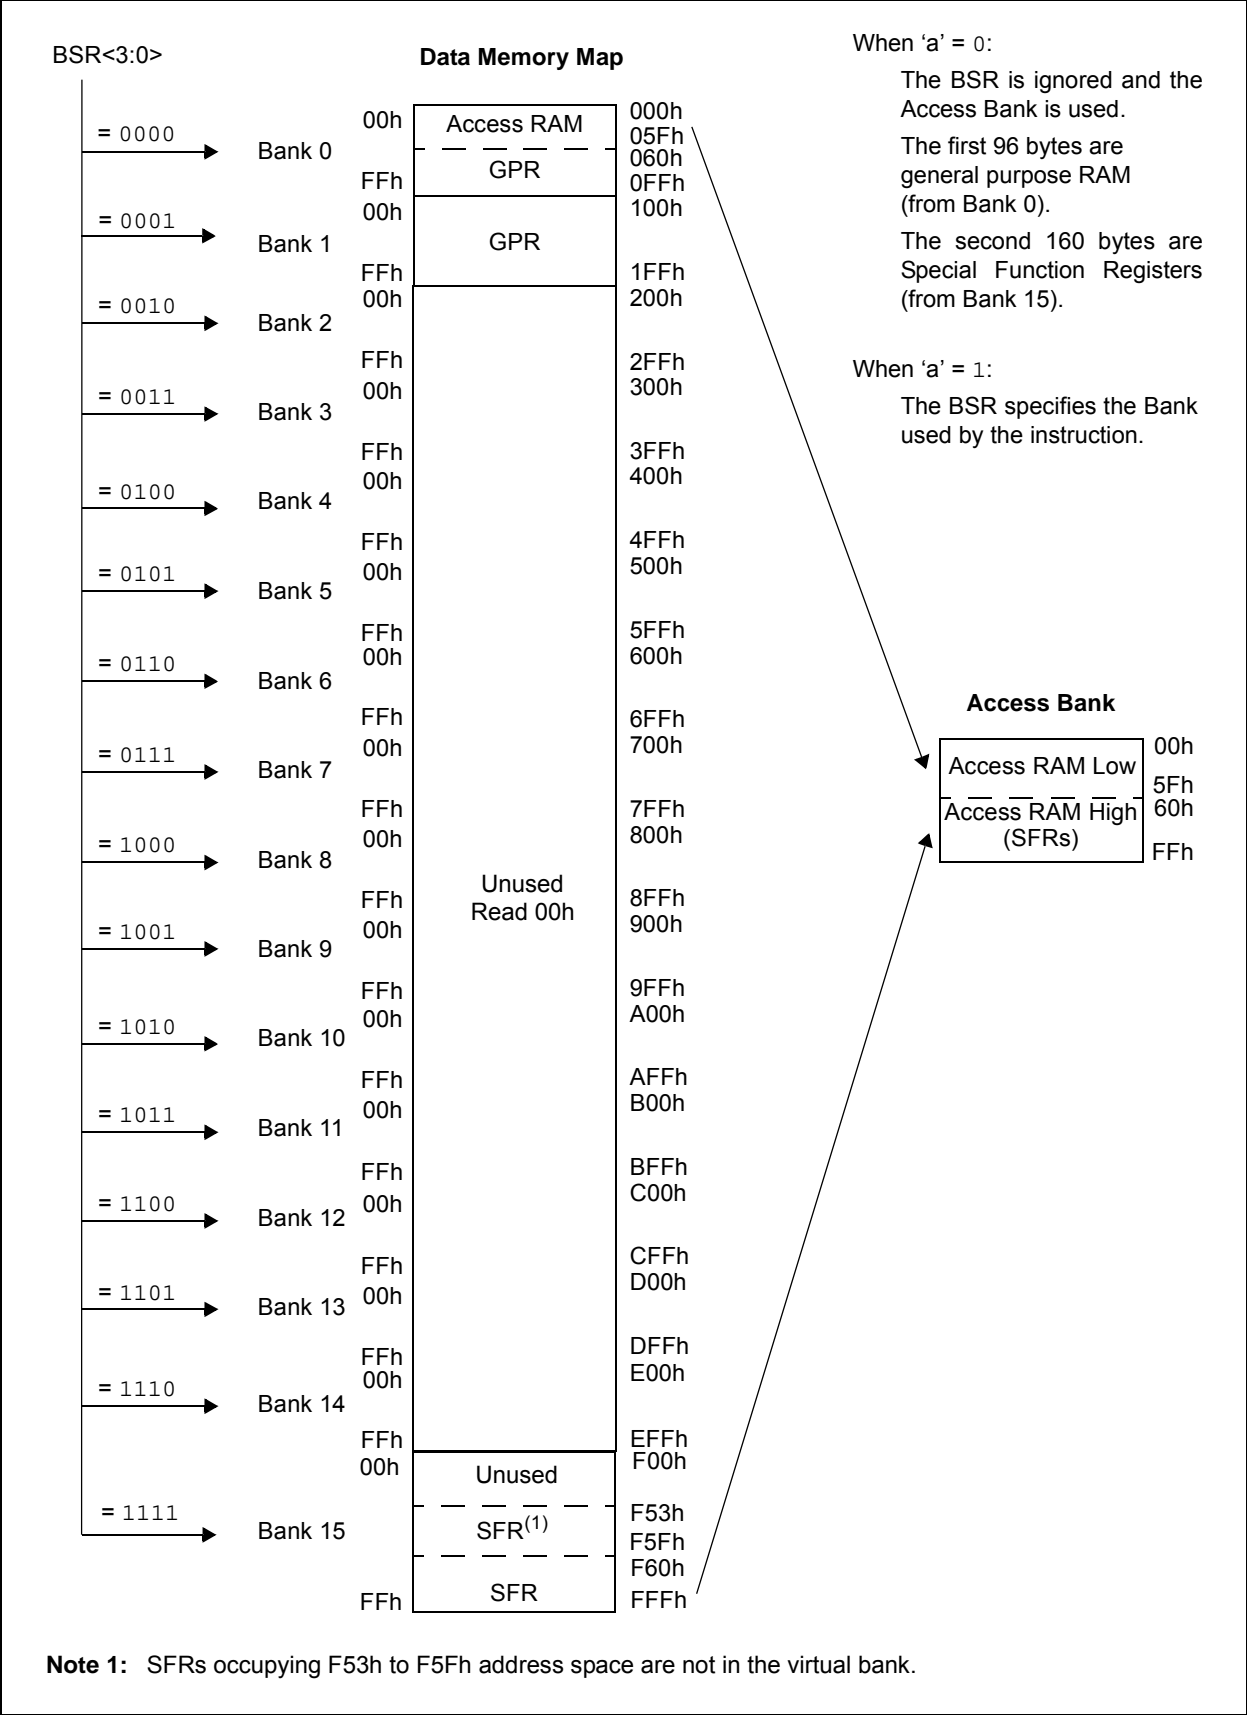 BSR<3:0>
Data Memory Map
When ‘a’ = 0:
The BSR is ignored and the
Access Bank is used.
The first 96 bytes are
general purpose RAM
(from Bank 0).
The second 160 bytes are
Special Function Registers
(from Bank 15).
When ‘a’ = 1:
The BSR specifies the Bank
used by the instruction.
= 0000
Bank 0
00h
Access RAM
000h
05Fh
060h
GPR
FFh
0FFh
= 0001
Bank 1
00h
100h
GPR
FFh
1FFh
= 0010
Bank 2
00h
200h
FFh
2FFh
= 0011
Bank 3
00h
300h
FFh
3FFh
= 0100
Bank 4
00h
400h
FFh
4FFh
= 0101
Bank 5
00h
500h
FFh
5FFh
= 0110
Bank 6
00h
600h
FFh
6FFh
= 0111
Bank 7
00h
700h
FFh
7FFh
= 1000
Bank 8
00h
800h
Unused
Read 00h
FFh
8FFh
= 1001
Bank 9
00h
900h
FFh
9FFh
= 1010
Bank 10
00h
A00h
FFh
AFFh
= 1011
Bank 11
00h
B00h
FFh
BFFh
= 1100
Bank 12
00h
C00h
FFh
CFFh
= 1101
Bank 13
00h
D00h
FFh
DFFh
= 1110
Bank 14
00h
E00h
FFh
EFFh
= 1111
Bank 15
00h
F00h
Unused
F53h
SFR(1)
F5Fh
F60h
SFR
FFh
FFFh
Access Bank
Access RAM Low
00h
5Fh
Access RAM High
(SFRs)
60h
FFh
Note 1: SFRs occupying F53h to F5Fh address space are not in the virtual bank.